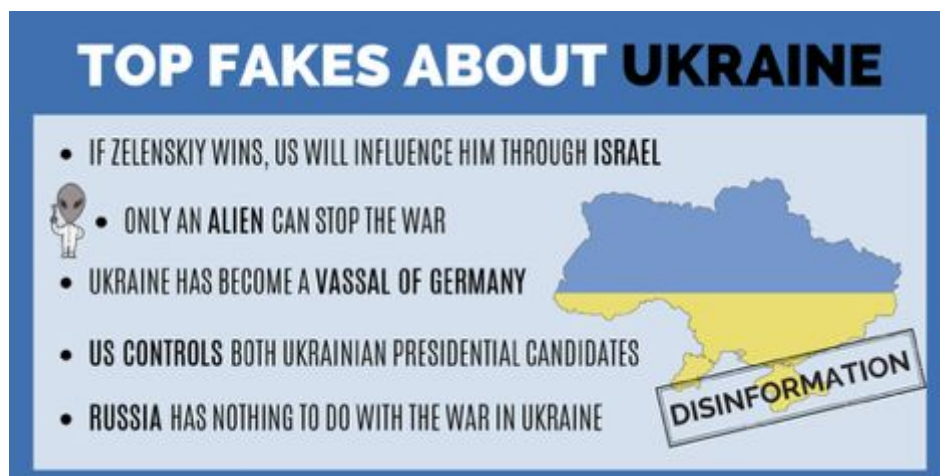 TOP FAKES ABOUT UKRAINE
IF ZELENSKIY WINS, US WILL INFLUENCE HIM THROUGH ISRAEL
ONLY AN ALIEN CAN STOP THE WAR
UKRAINE HAS BECOME A VASSAL OF GERMANY
US CONTROLS BOTH UKRAINIAN PRESIDENTIAL CANDIDATES
RUSSIA HAS NOTHING TO DO WITH THE WAR IN UKRAINE
DISINFORMATION